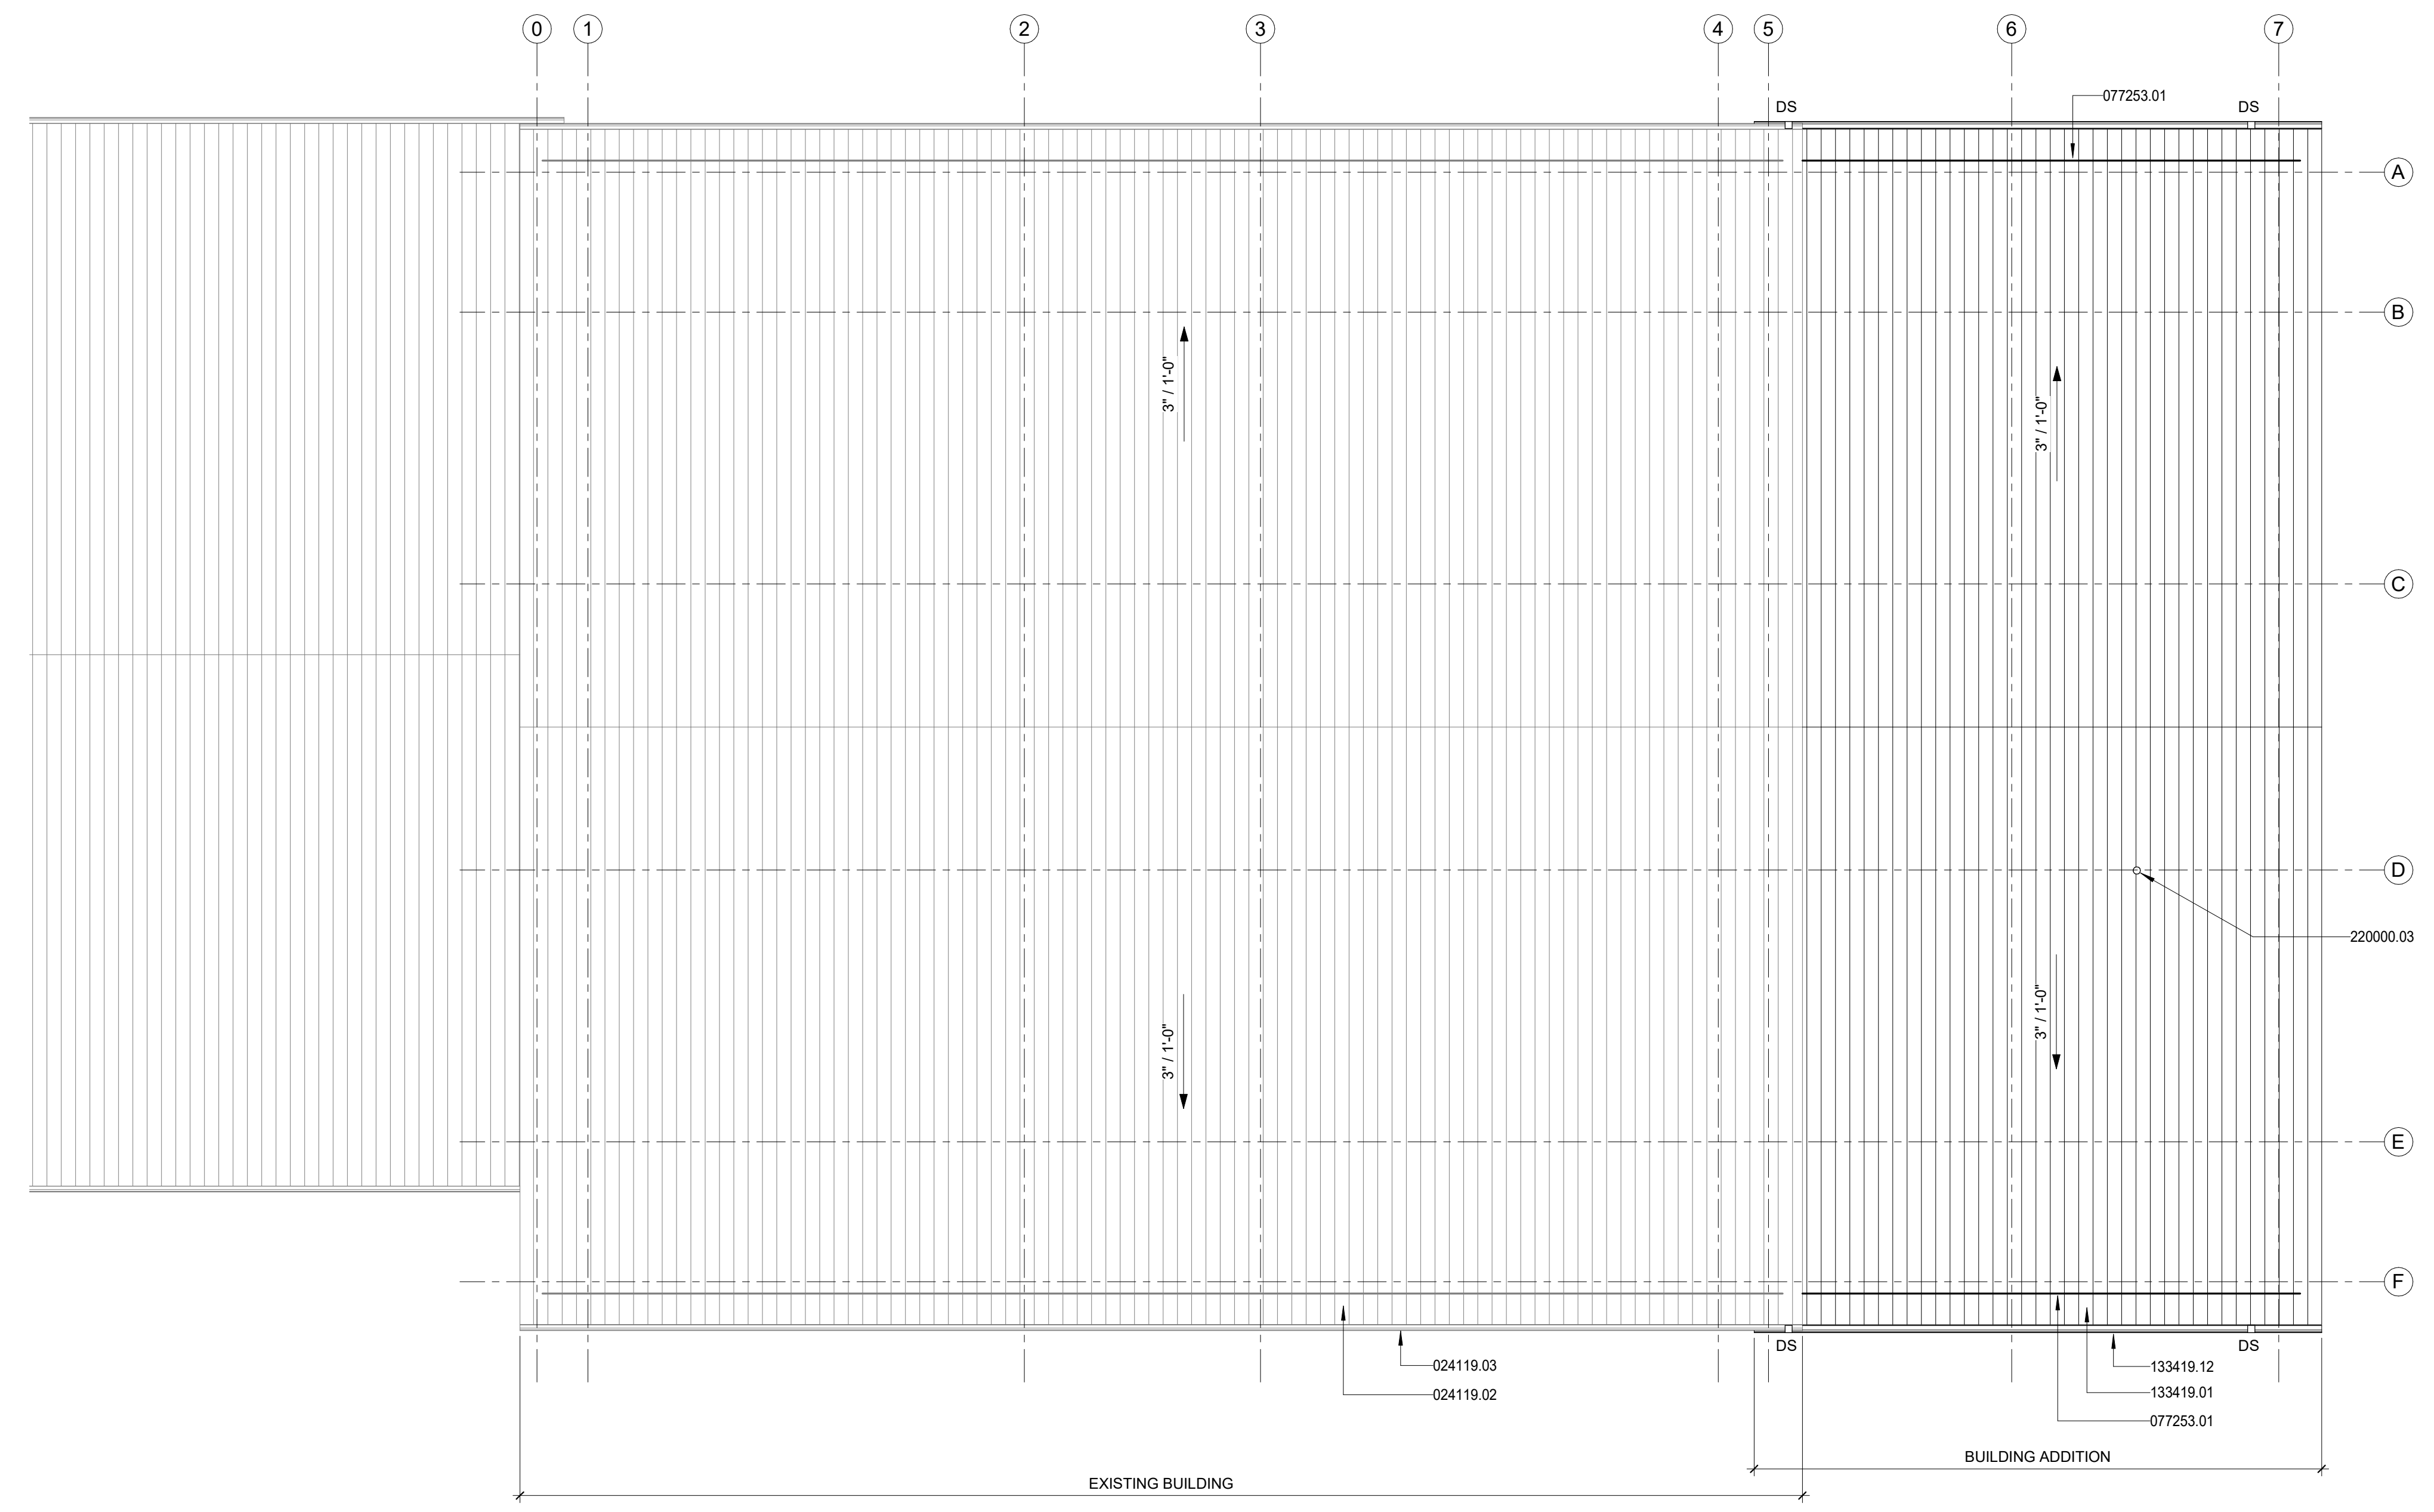 0 1 2 3 4 5 6 7
077253.01
DS DS
A
B
3" / 1'-0"
3" / 1'-0"
C
D
220000.03
3" / 1'-0"
3" / 1'-0"
E
F
DS DS
024119.03
133419.12
024119.02
133419.01
077253.01
BUILDING ADDITION
EXISTING BUILDING